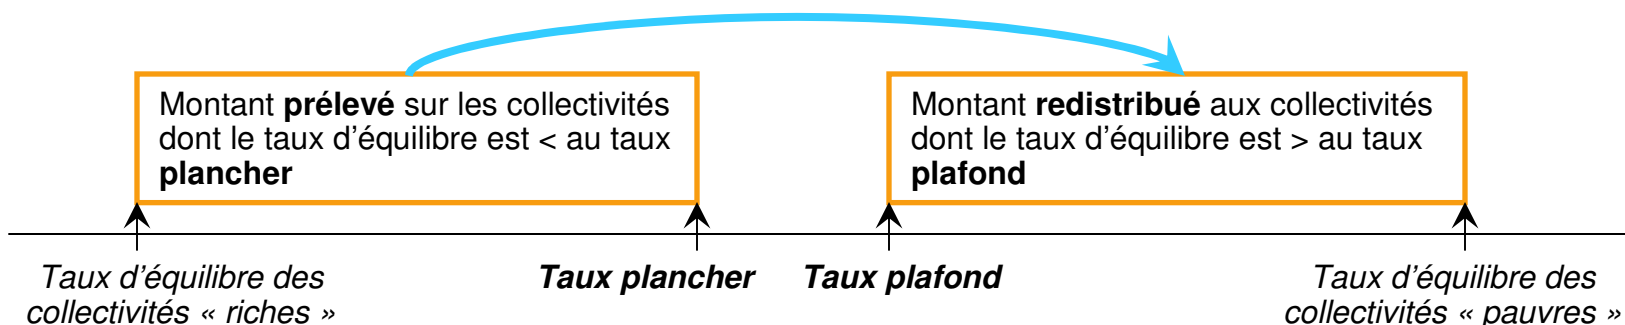 Montant prélevé sur les collectivités
dont le taux d’équilibre est < au taux
plancher
Montant redistribué aux collectivités
dont le taux d’équilibre est > au taux
plafond
Taux d’équilibre des
collectivités « riches »
Taux plancher
Taux plafond
Taux d’équilibre des
collectivités « pauvres »